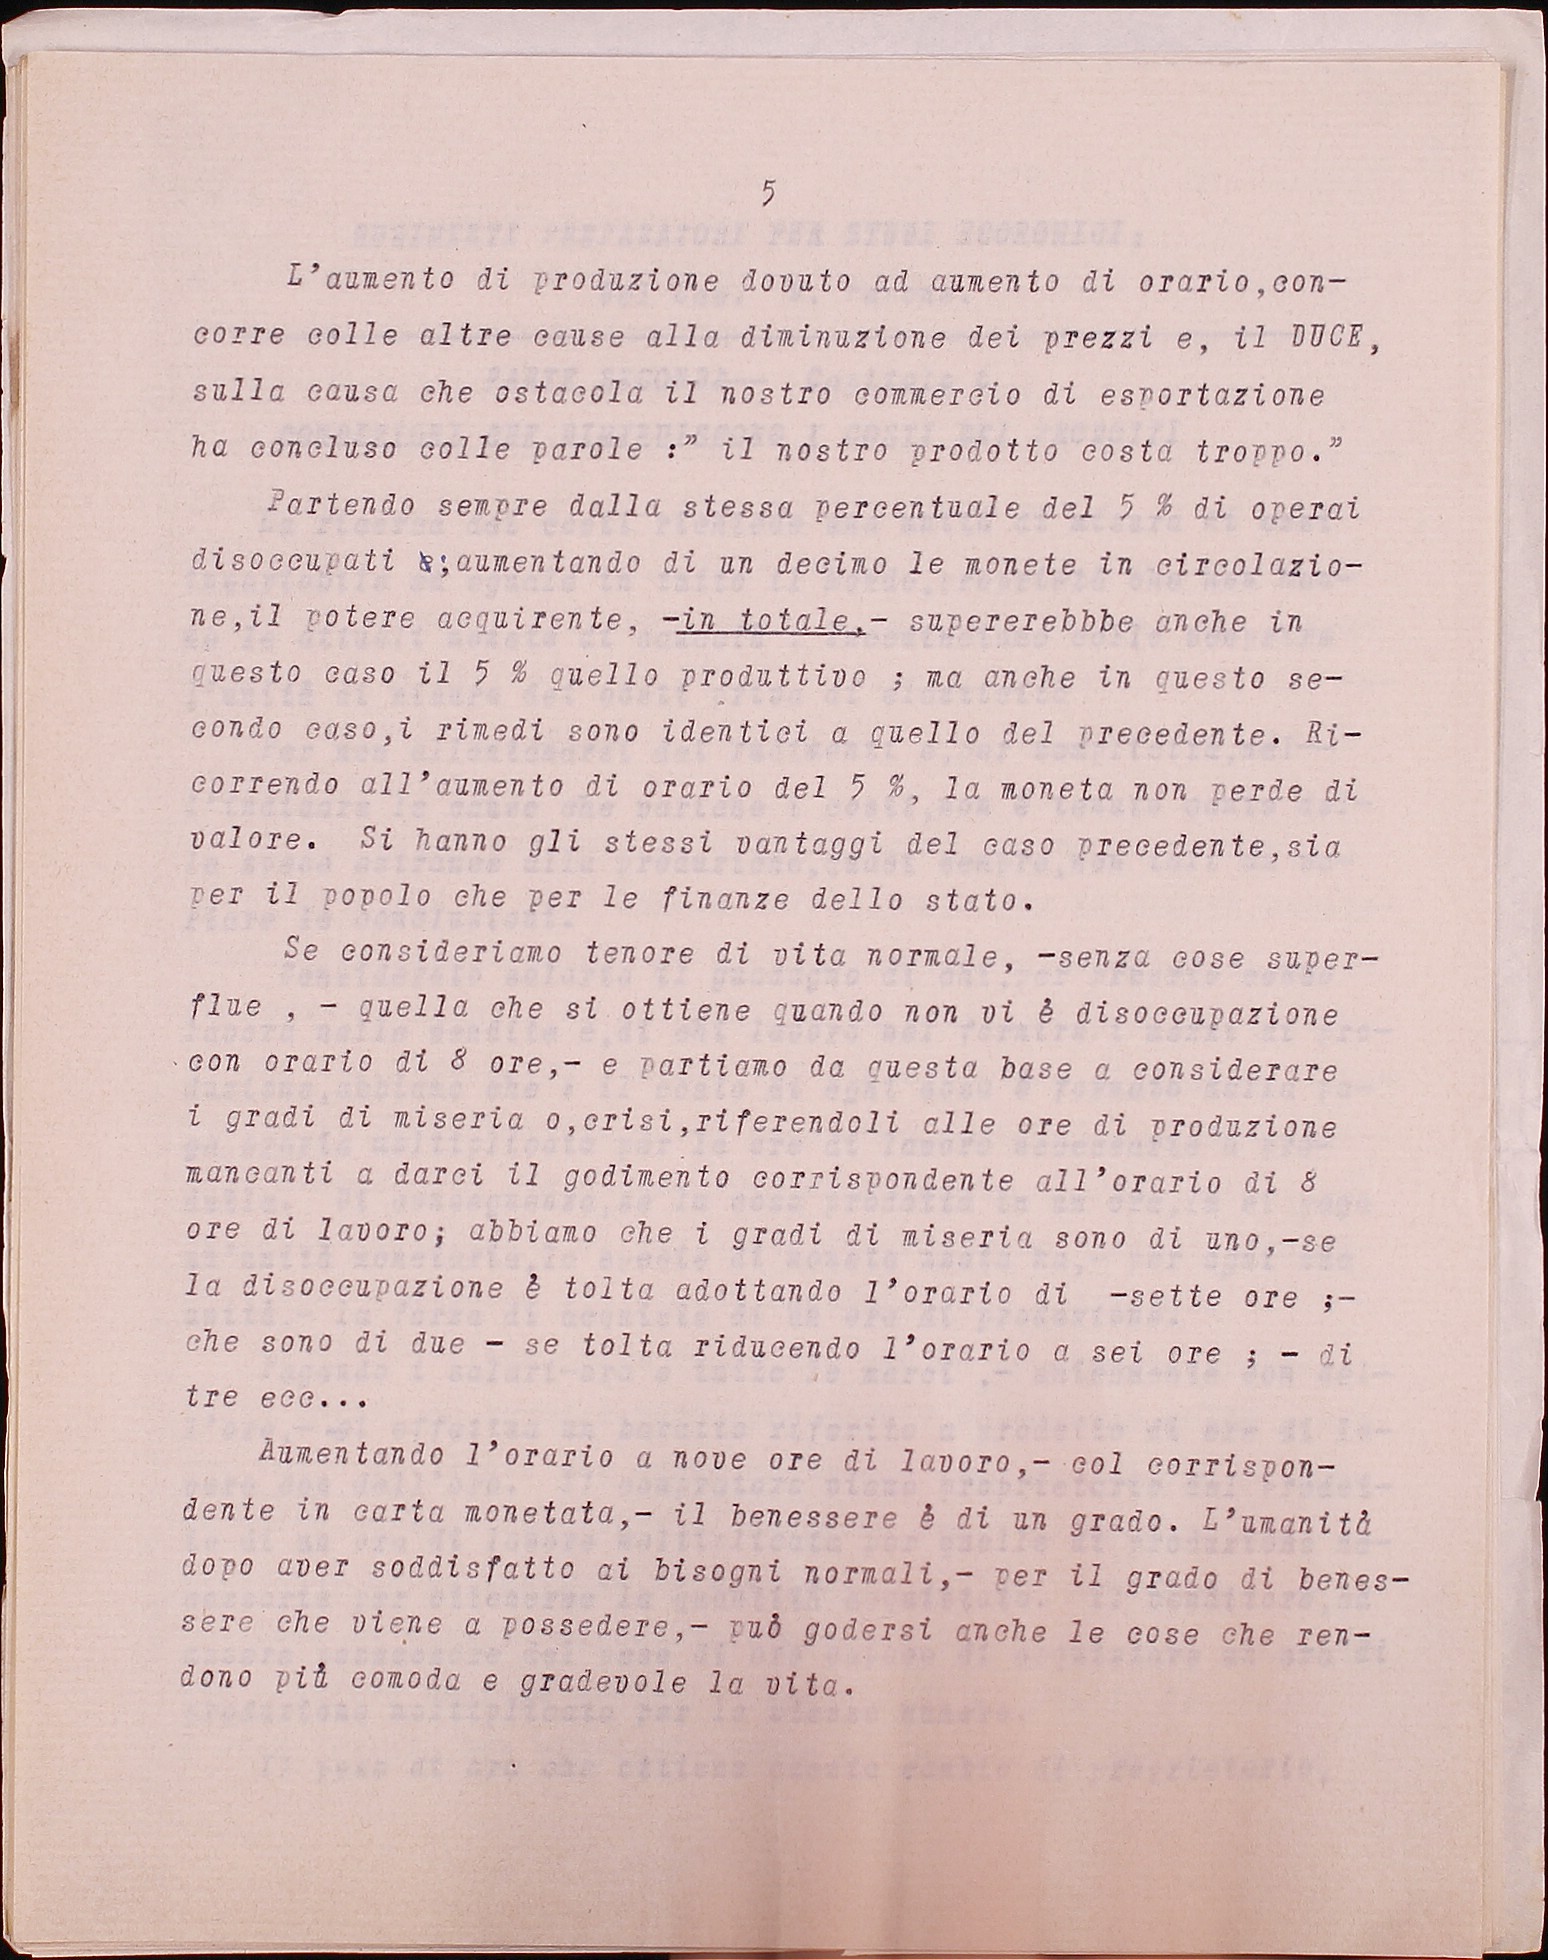 5
L'aumento di produzione dovuto ad aumento di orario,con-
corre colle altre cause alla diminuzione dei prezzi e, il DUCE,
sulla causa che ostacola il nostro commercio di esportazione
ha concluso colle parole :" il nostro prodotto costa troppo."
Partendo sempre dalla stessa percentuale del 5 % di operai
disoccupati ;aumentando di un decimo le monete in circolazio-
ne,il potere acquirente, -in totale,- supererebbbe anche in
questo caso il 5 % quello produttivo ; ma anche in questo se-
condo caso,i rimedi sono identici a quello del precedente. Ri-
correndo all'aumento di orario del 5 %, la moneta non perde di
valore. Si hanno gli stessi vantaggi del caso precedente,sia
per il popolo che per le finanze dello stato.
Se consideriamo tenore di vita normale, -senza cose super-
flue , - quella che si ottiene quando non vi è disoccupazione
con orario di 8 ore,- e partiamo da questa base a considerare
i gradi di miseria o,crisi,riferendoli alle ore di produzione
mancanti a darci il godimento corrispondente all'orario di 8
ore di lavoro; abbiamo che i gradi di miseria sono di uno,-se
la disoccupazione è tolta adottando l'orario di -sette ore ;-
che sono di due - se tolta riducendo l'orario a sei ore ; - di
tre ecc...
Aumentando l'orario a nove ore di lavoro,- col corrispon-
dente in carta monetata,- il benessere è di un grado. L'umanità
dopo aver soddisfatto ai bisogni normali,- per il grado di benes-
sere che viene a possedere,- può godersi anche le cose che ren-
dono più comoda e gradevole la vita.